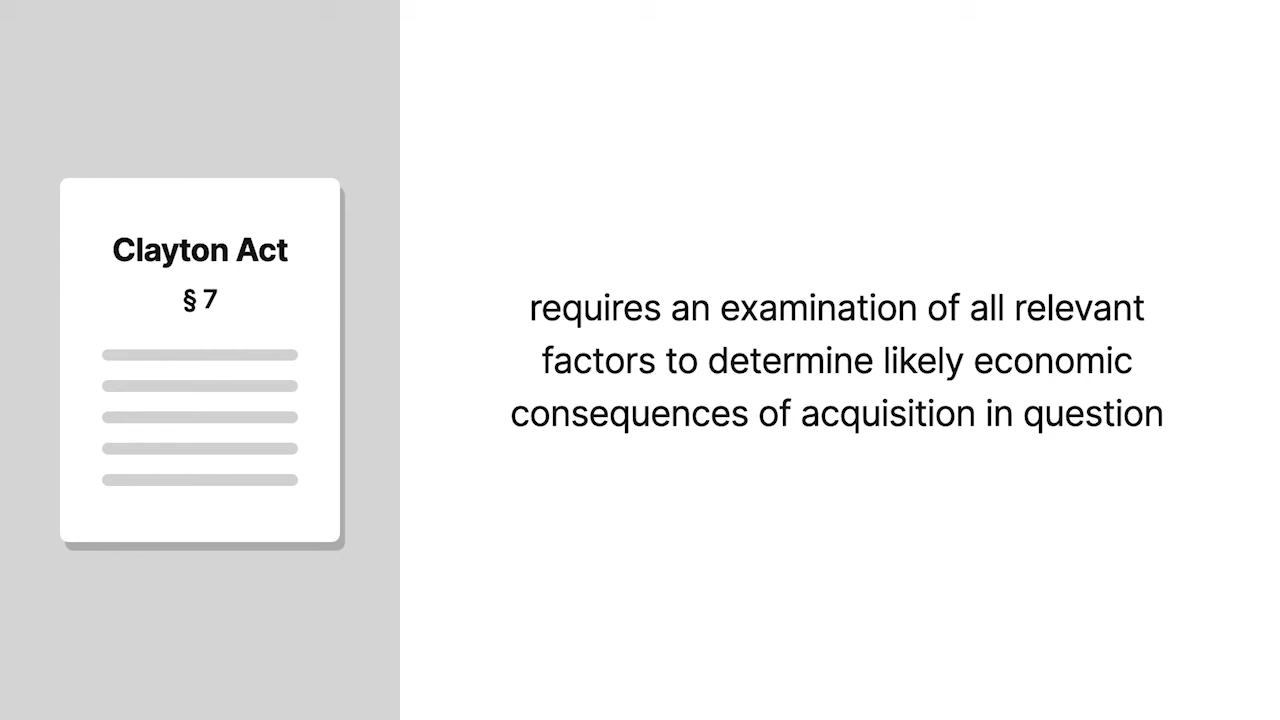 Clayton Act
§ 7
requires an examination of all relevant
factors to determine likely economic
consequences of acquisition in question